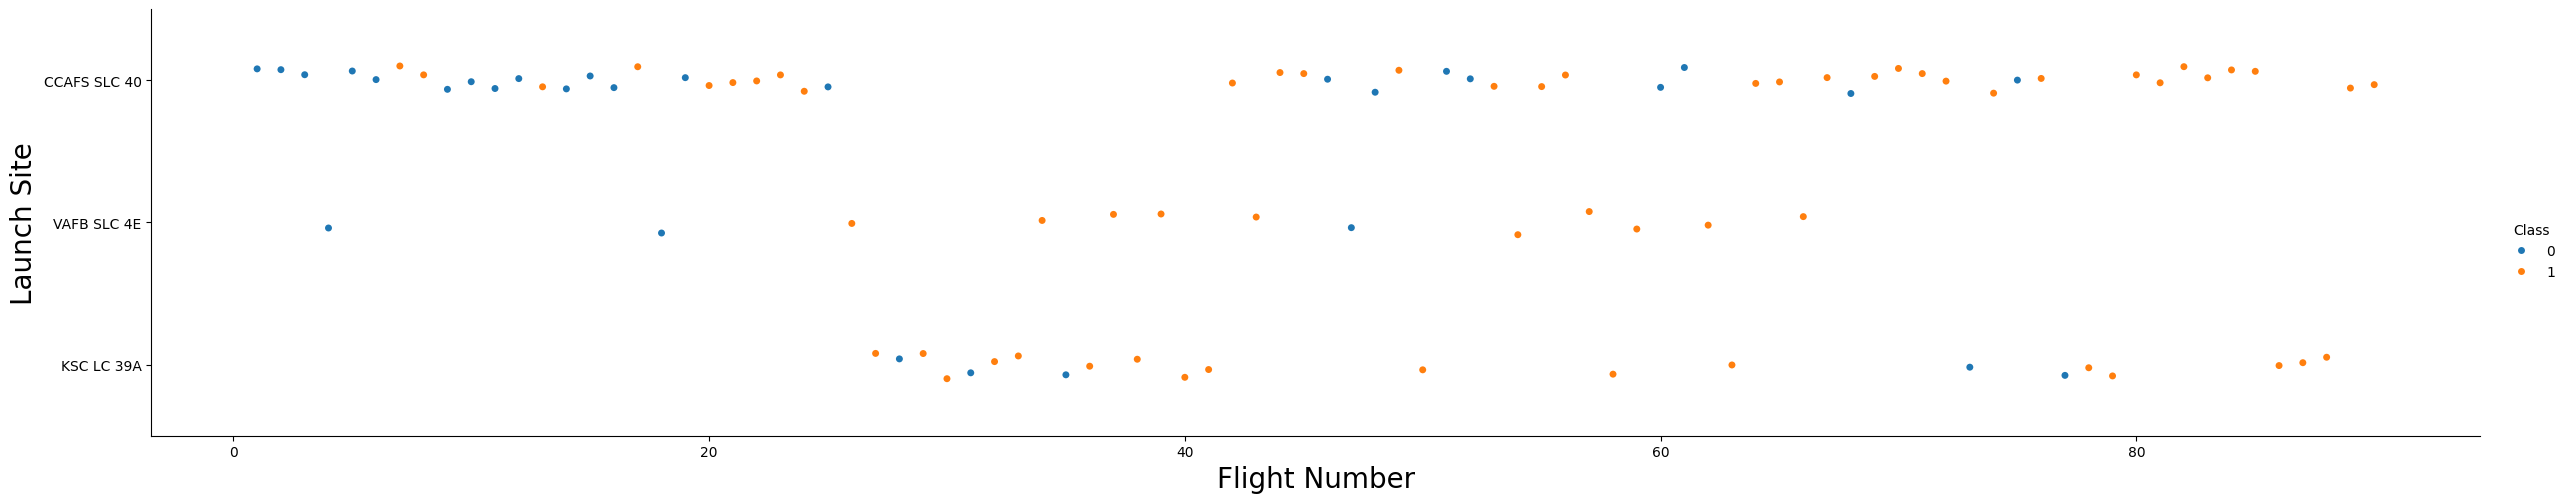 CCAFS SLC 40
VAFB SLC 4E
KSC LC 39A
Launch Site
0 20 40 60 80
Flight Number
Class
0
1